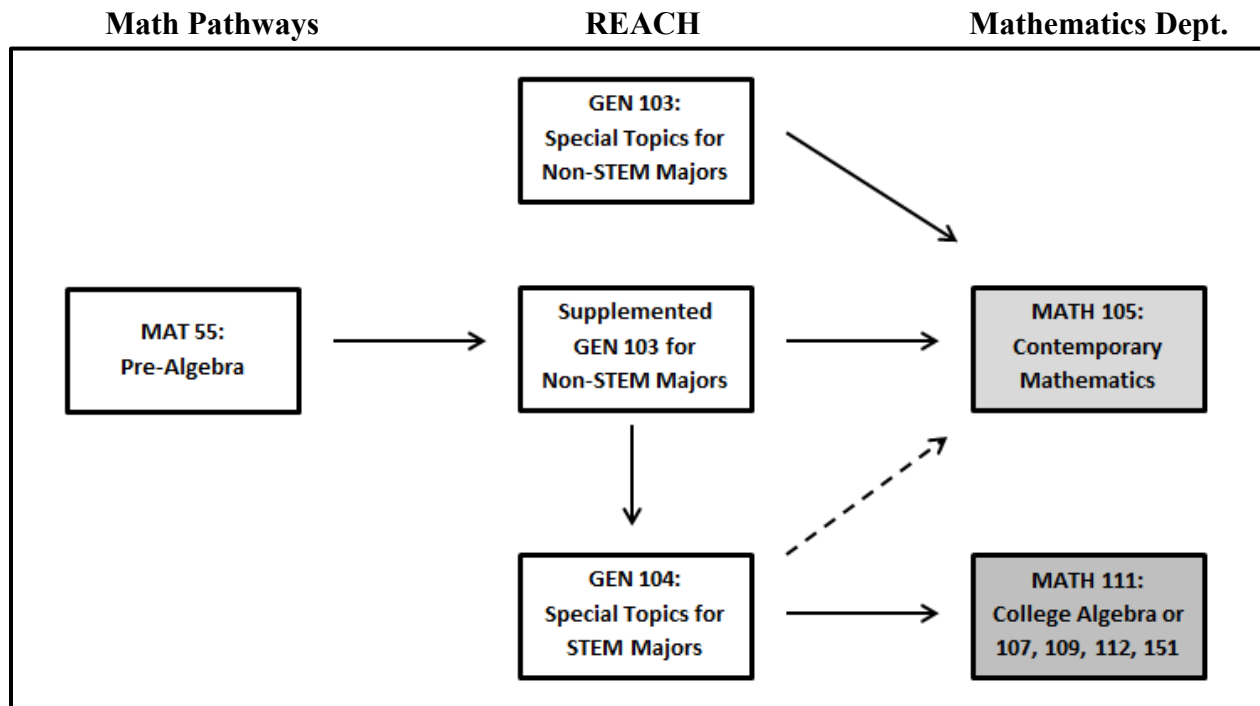 Math Pathways
REACH
Mathematics Dept.
GEN 103:
Special Topics for
Non-STEM Majors
MAT 55:
Pre-Algebra
Supplemented
GEN 103 for
Non-STEM Majors
MATH 105:
Contemporary
Mathematics
GEN 104:
Special Topics for
STEM Majors
MATH 111:
College Algebra or
107, 109, 112, 151